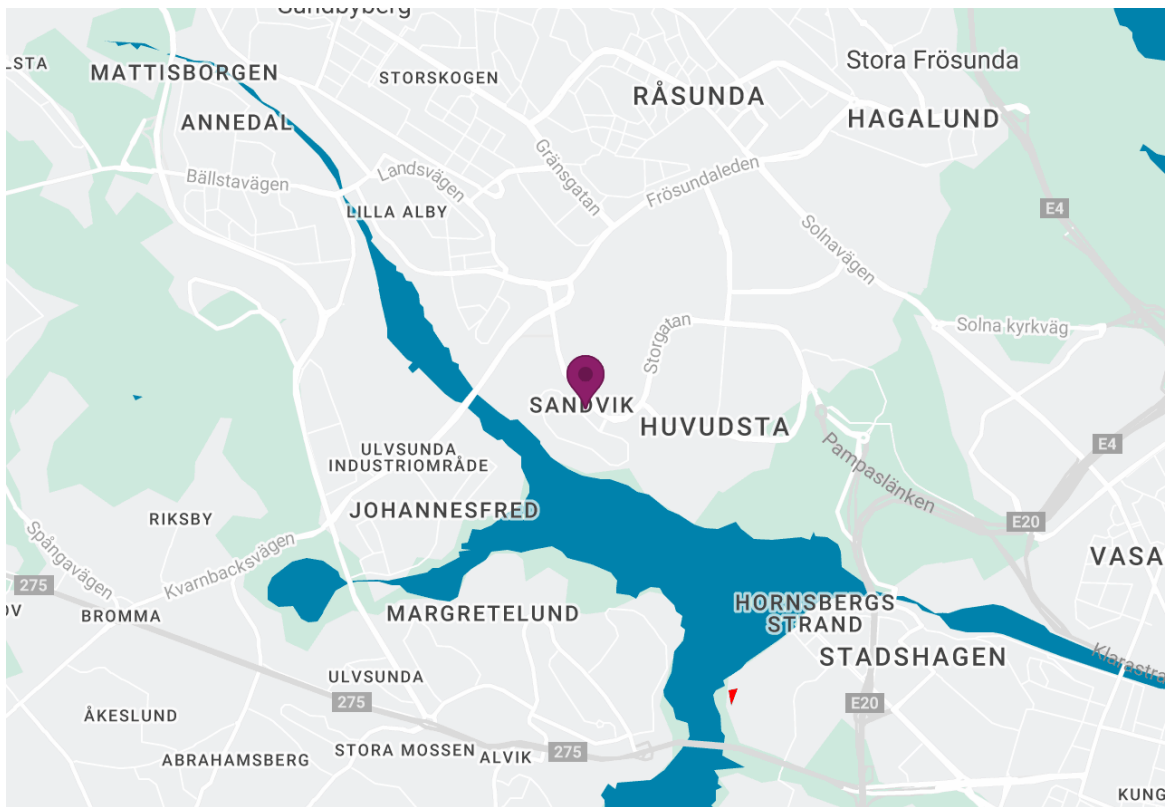 Sundbyberg
Stora Frösunda
MATTISBORGEN
STORSKOGEN
RÅSUNDA
HAGALUND
ANNEDAL
Gränsgatan
Landsvägen
Frösundaleden
Bällstavägen
LILLA ALBY
E4
Solnavägen
Solna kyrkväg
Storgatan
SANDVIK
HUVUDSTA
E4
ULVSUNDA
INDUSTRIOMRÅDE
Pampaslänken
JOHANNESFRED
RIKSBY
E20
Spångavägen
Kvarnbacksvägen
VASA
275
BROMMA
MARGRETELUND
HORNSBERGS
STRAND
STADSHAGEN
Klarastra
ULVSUNDA
275
E20
ÅKESLUND
STORA MOSSEN
ALVIK
275
ABRAHAMSBERG
KUNG